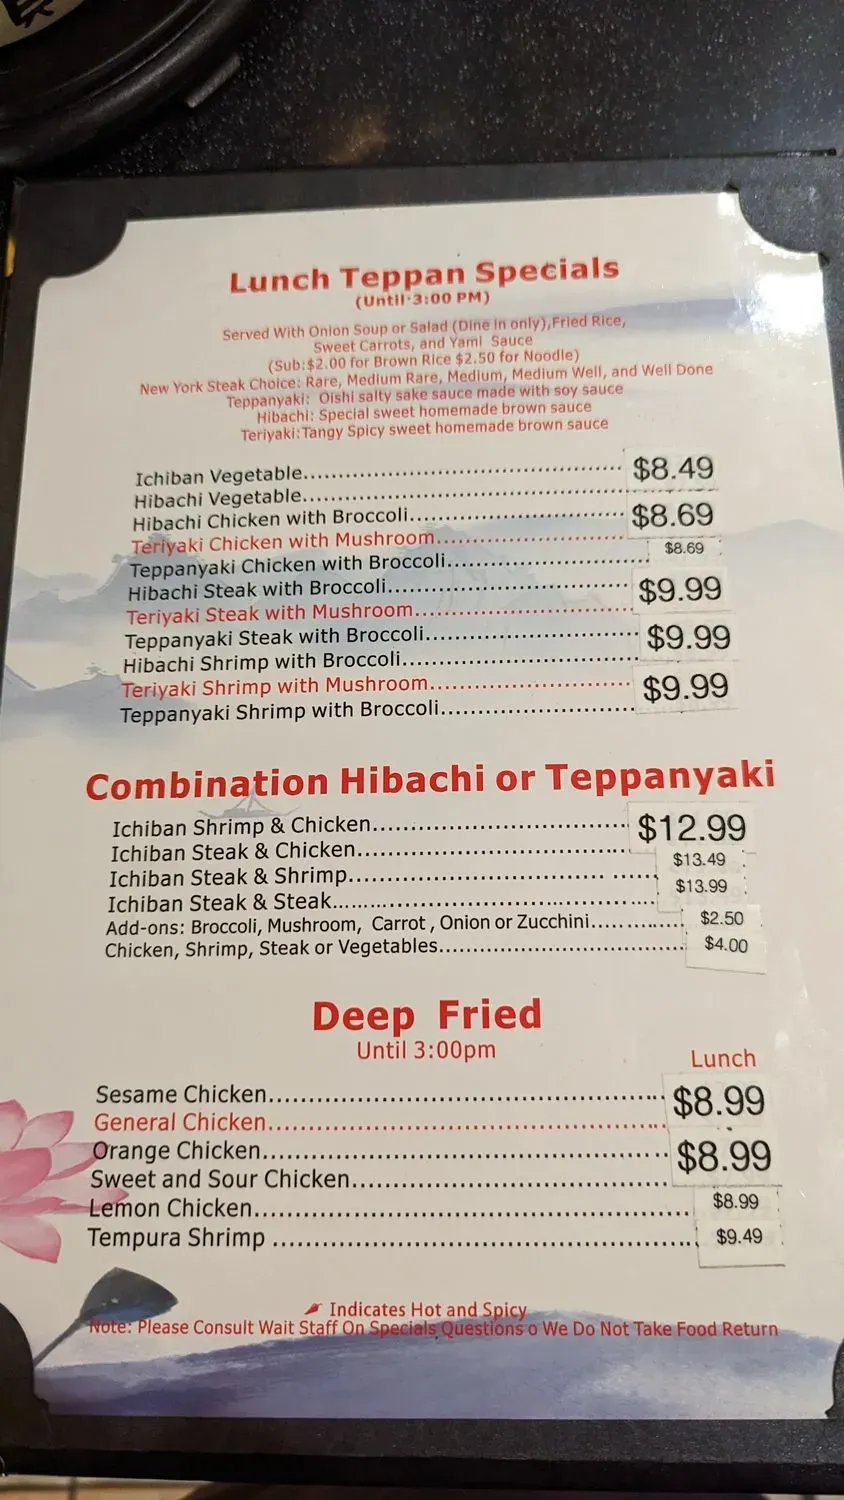 Lunch Teppan Specials
(Until 3:00 PM)
Served With Onion Soup or Salad (Dine in only),Fried Rice,
Sweet Carrots, and Yami Sauce
(Sub:$2.00 for Brown Rice $2.50 for Noodle)
New York Steak Choice: Rare, Medium Rare, Medium, Medium Well, and Well Done
Teppanyaki: Oishi salty sake sauce made with soy sauce
Hibachi: Special sweet homemade brown sauce
Teriyaki:Tangy Spicy sweet homemade brown sauce
Ichiban Vegetable........................................ $8.49
Hibachi Vegetable........................................
Hibachi Chicken with Broccoli........................................ $8.69
Teriyaki Chicken with Mushroom........................................
Teppanyaki Chicken with Broccoli........................................ $8.69
Hibachi Steak with Broccoli........................................ $9.99
Teriyaki Steak with Mushroom........................................
Teppanyaki Steak with Broccoli........................................ $9.99
Hibachi Shrimp with Broccoli........................................
Teriyaki Shrimp with Mushroom........................................ $9.99
Teppanyaki Shrimp with Broccoli........................................
Combination Hibachi or Teppanyaki
Ichiban Shrimp & Chicken........................................ $12.99
Ichiban Steak & Chicken........................................
$13.49
Ichiban Steak & Shrimp........................................
$13.99
Ichiban Steak & Steak........................................
Add-ons: Broccoli, Mushroom, Carrot , Onion or Zucchini.............. $2.50
Chicken, Shrimp, Steak or Vegetables........................................ $4.00
Deep Fried
Until 3:00pm
Lunch
Sesame Chicken........................................ $8.99
General Chicken........................................
Orange Chicken........................................ $8.99
Sweet and Sour Chicken........................................
Lemon Chicken........................................ $8.99
Tempura Shrimp ........................................ $9.49
Indicates Hot and Spicy
Note: Please Consult Wait Staff On Specials Questions o We Do Not Take Food Return